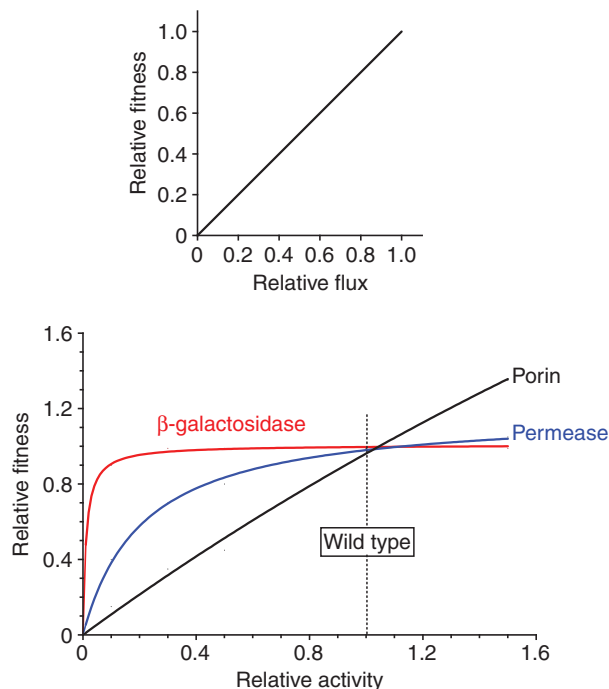 1.0
0.8
0.6
0.4
0.2
0
Relative fitness
0 0.2 0.4 0.6 0.8 1.0
Relative flux
1.6
1.2
0.8
0.4
0
Relative fitness
Porin
β-galactosidase
Permease
Wild type
0 0.4 0.8 1.2 1.6
Relative activity